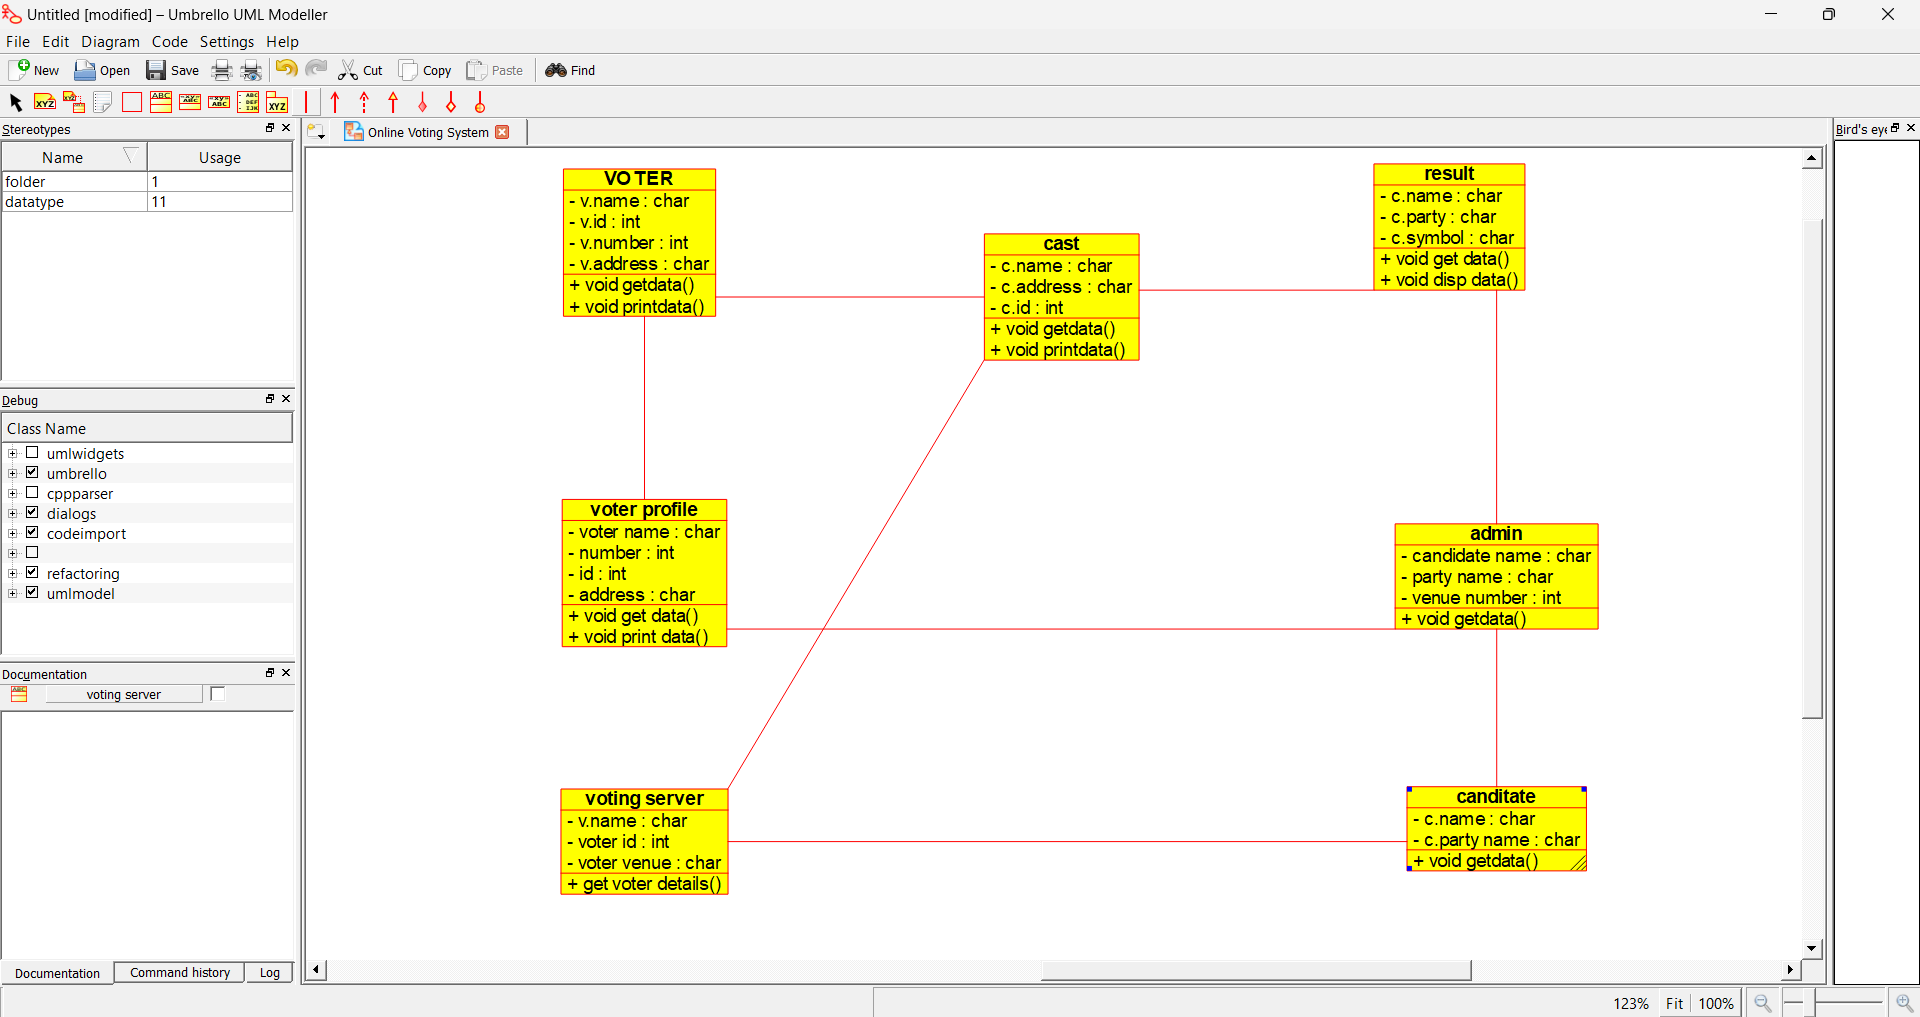 Untitled [modified] – Umbrello UML Modeller
File Edit Diagram Code Settings Help
New Open Save Cut Copy Paste Find
Stereotypes
Name Usage
folder 1
datatype 11
Debug
Class Name
umlwidgets
umbrello
cppparser
dialogs
codeimport
refactoring
umlmodel
Documentation
voting server
Documentation Command history Log
Online Voting System
Bird's eye
VOTER
- v.name : char
- v.id : int
- v.number : int
- v.address : char
+ void getdata()
+ void printdata()
cast
- c.name : char
- c.address : char
- c.id : int
+ void getdata()
+ void printdata()
result
- c.name : char
- c.party : char
- c.symbol : char
+ void get data()
+ void disp data()
voter profile
- voter name : char
- number : int
- id : int
- address : char
+ void get data()
+ void print data()
admin
- candidate name : char
- party name : char
- venue number : int
+ void getdata()
voting server
- v.name : char
- voter id : int
- voter venue : char
+ get voter details()
canditate
- c.name : char
- c.party name : char
+ void getdata()
123% Fit 100%